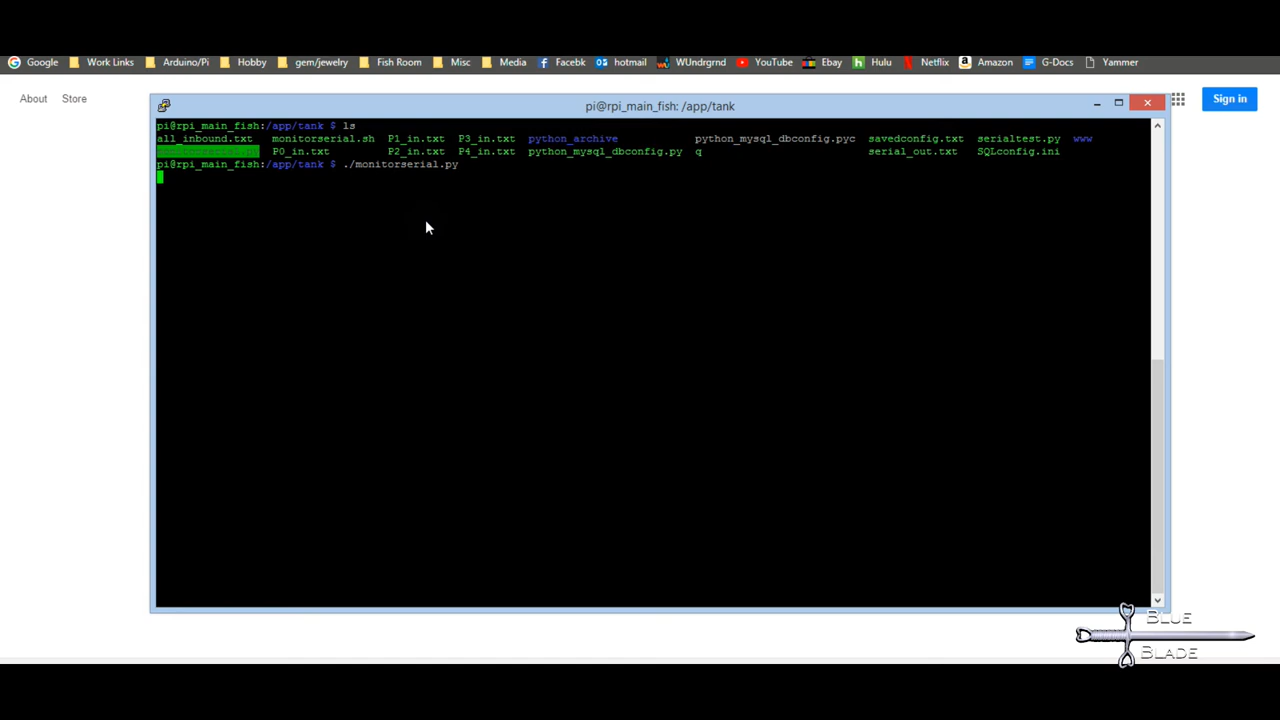 Google Work Links Arduino/Pi Hobby gem/jewelry Fish Room Misc Media Facebk hotmail WUndrgrnd YouTube Ebay Hulu Netflix Amazon G-Docs Yammer
About Store
Sign in
pi@rpi_main_fish: /app/tank
pi@rpi_main_fish:/app/tank $ ls
all_inbound.txt monitorserial.sh P1_in.txt P3_in.txt python_archive python_mysql_dbconfig.pyc savedconfig.txt serialtest.py www
monitorserial.py P0_in.txt P2_in.txt P4_in.txt python_mysql_dbconfig.py q serial_out.txt SQLconfig.ini
pi@rpi_main_fish:/app/tank $ ./monitorserial.py
Blue
Blade